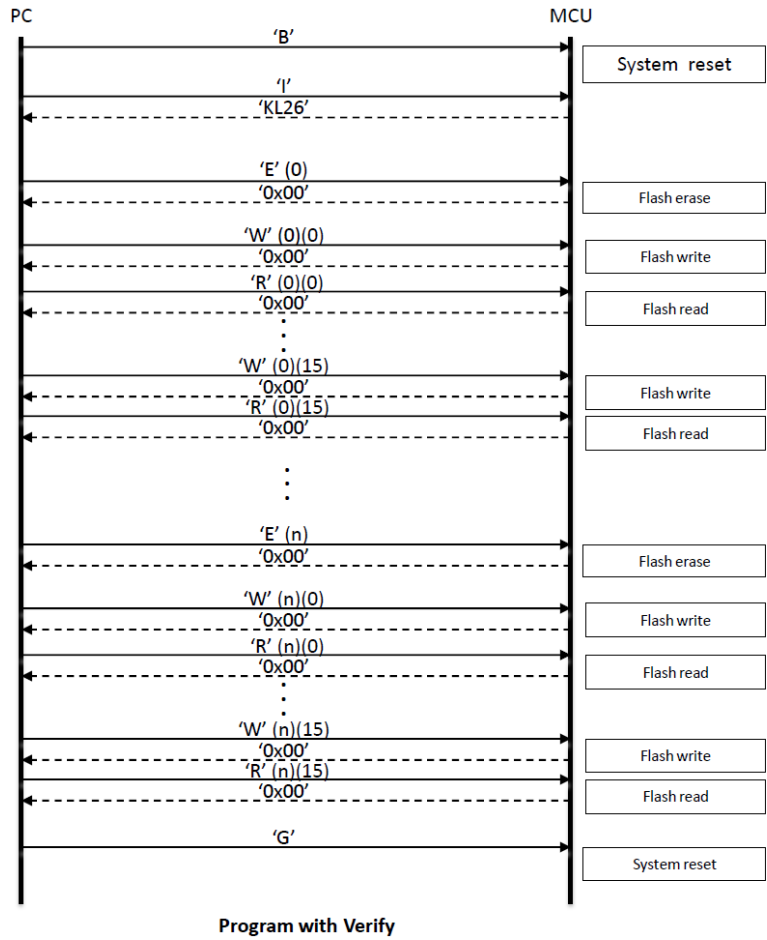 PC
MCU
‘B’
System reset
‘I’
‘KL26’
‘E’ (0)
‘0x00’
Flash erase
‘W’ (0)(0)
‘0x00’
Flash write
‘R’ (0)(0)
‘0x00’
Flash read
‘W’ (0)(15)
‘0x00’
Flash write
‘R’ (0)(15)
‘0x00’
Flash read
‘E’ (n)
‘0x00’
Flash erase
‘W’ (n)(0)
‘0x00’
Flash write
‘R’ (n)(0)
‘0x00’
Flash read
‘W’ (n)(15)
‘0x00’
Flash write
‘R’ (n)(15)
‘0x00’
Flash read
‘G’
System reset
Program with Verify